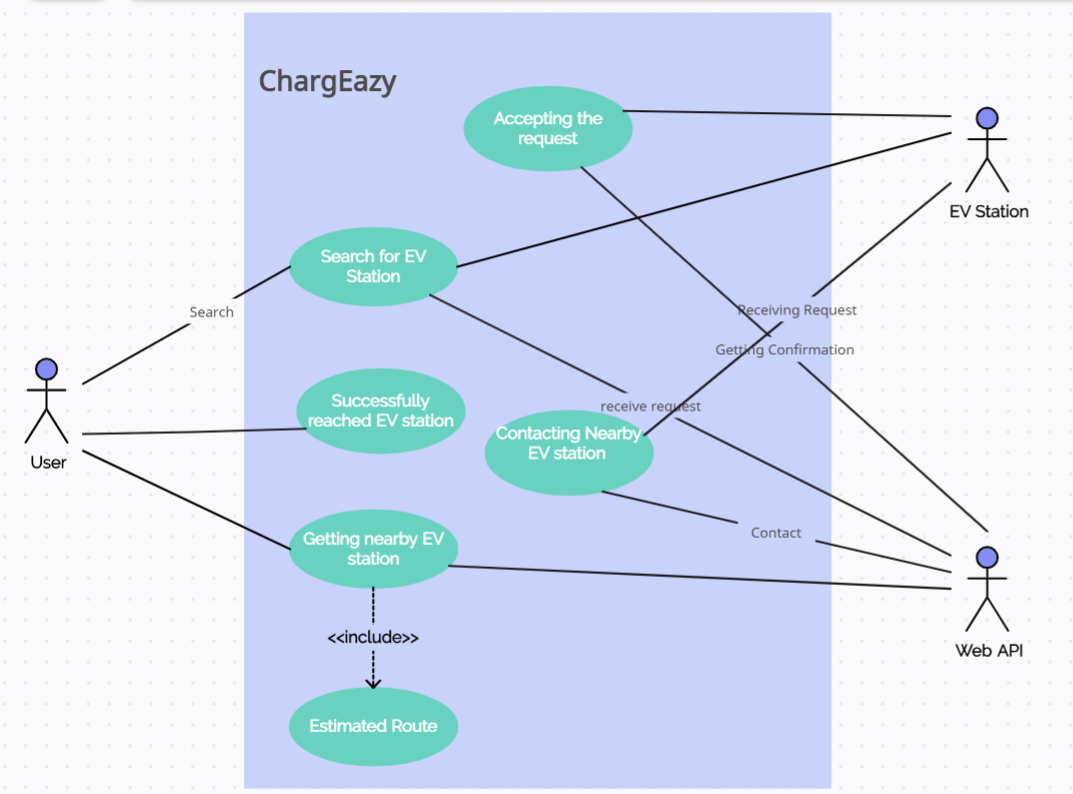 ChargEazy
Accepting the
request
EV Station
Search for EV
Station
Search
Receiving Request
Getting Confirmation
Successfully
reached EV station
receive request
Contacting Nearby
EV station
User
Contact
Getting nearby EV
station
<<include>>
Web API
Estimated Route